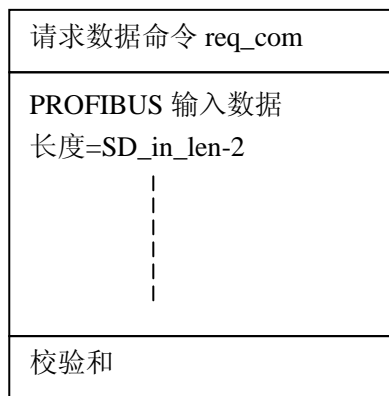 请求数据命令 req_com
PROFIBUS 输入数据
长度=SD_in_len-2
校验和